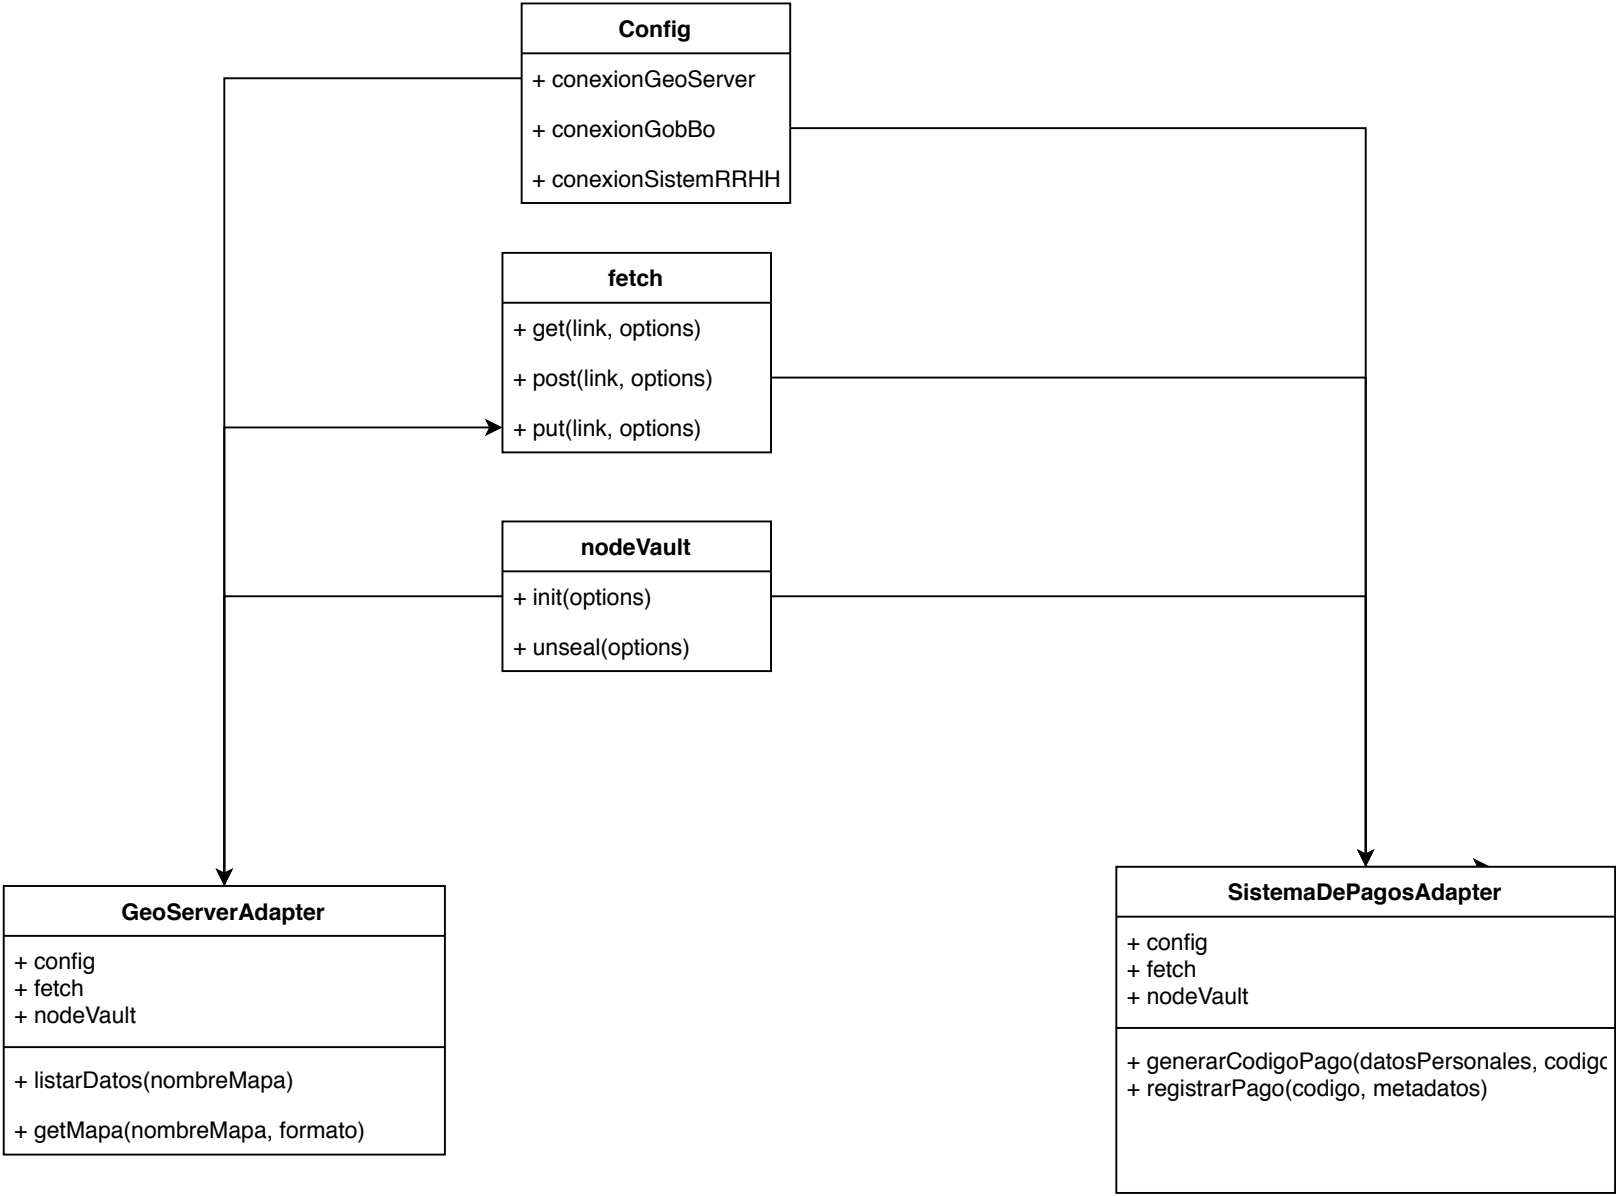 Config
+ conexionGeoServer
+ conexionGobBo
+ conexionSistemRRHH
fetch
+ get(link, options)
+ post(link, options)
+ put(link, options)
nodeVault
+ init(options)
+ unseal(options)
GeoServerAdapter
+ config
+ fetch
+ nodeVault
+ listarDatos(nombreMapa)
+ getMapa(nombreMapa, formato)
SistemaDePagosAdapter
+ config
+ fetch
+ nodeVault
+ generarCodigoPago(datosPersonales,
+ registrarPago(codigo, metadatos)